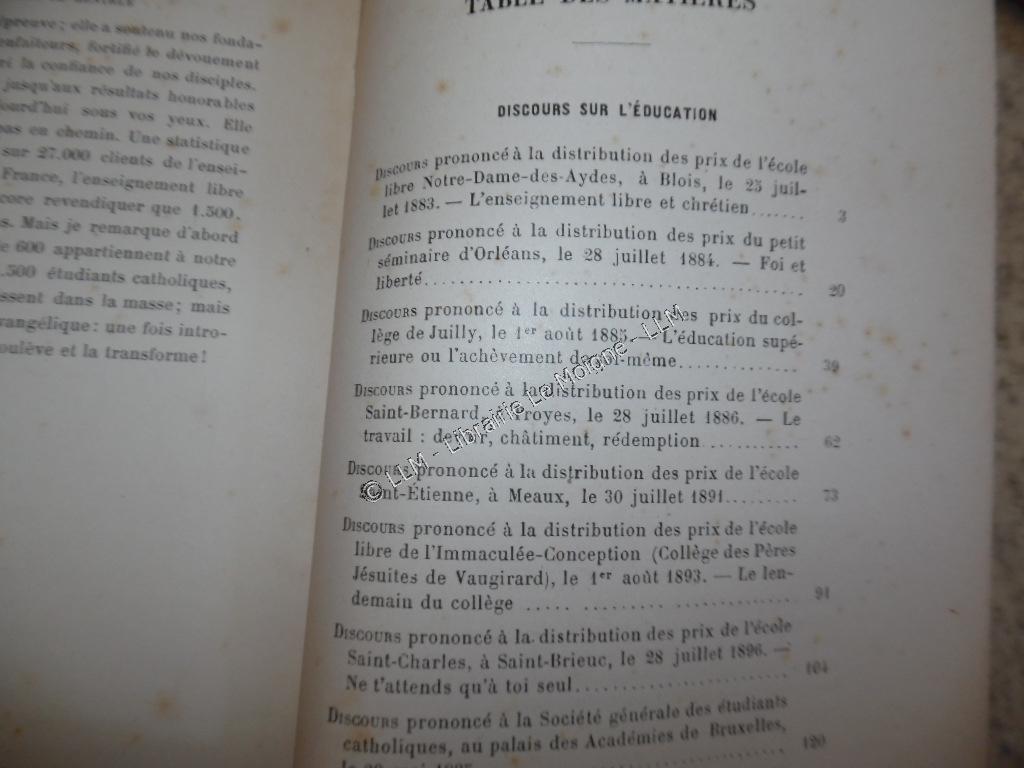 preuve ; elle a soutenu nos fonda-
enfaiteurs, fortifié le dévouement
ri la confiance de nos disciples.
jusqu'aux résultats honorables
ourd'hui sous vos yeux. Elle
pas en chemin. Une statistique
sur 27.000 clients de l'ensei-
France, l'enseignement libre
core revendiquer que 1.500.
s. Mais je remarque d'abord
e 600 appartiennent à notre
.500 étudiants catholiques,
issent dans la masse ; mais
vangélique : une fois intro-
oulève et la transforme !
TABLE DES MATIÈRES
DISCOURS SUR L'ÉDUCATION
Discours prononcé à la distribution des prix de l'école
libre Notre-Dame-des-Aydes, à Blois, le 25 juil-
let 1883. — L'enseignement libre et chrétien....... 3
Discours prononcé à la distribution des prix du petit
séminaire d'Orléans, le 28 juillet 1884. — Foi et
liberté........................................ 20
Discours prononcé à la distribution des prix du col-
lège de Juilly, le 1er août 1885. — L'éducation supé-
rieure ou l'achèvement de soi-même.............. 39
Discours prononcé à la distribution des prix de l'école
Saint-Bernard, à Troyes, le 28 juillet 1886. — Le
travail : devoir, châtiment, rédemption ........... 62
Discours prononcé à la distribution des prix de l'école
Saint-Étienne, à Meaux, le 30 juillet 1891......... 73
Discours prononcé à la distribution des prix de l'école
libre de l'Immaculée-Conception (Collège des Pères
Jésuites de Vaugirard), le 1er août 1893. — Le len-
demain du collège ..... ........... ............ 91
Discours prononcé à la distribution des prix de l'école
Saint-Charles, à Saint-Brieuc, le 28 juillet 1896. —
Ne t'attends qu'à toi seul....................... 104
Discours prononcé à la Société générale des étudiants
catholiques, au palais des Académies de Bruxelles,
120
© LLM - Librairie Le Moigne - LLM